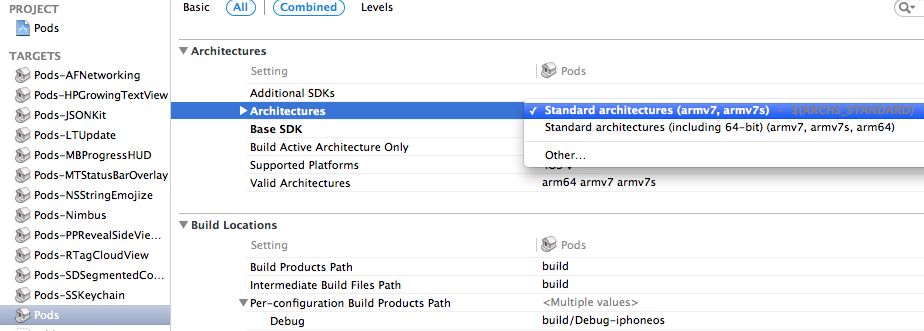 PROJECT
Pods
TARGETS
Pods-AFNetworking
Pods-HPGrowingTextView
Pods-JSONKit
Pods-LTUpdate
Pods-MBProgressHUD
Pods-MTStatusBarOverlay
Pods-NSStringEmojize
Pods-Nimbus
Pods-PPRevealSideVie...
Pods-RTagCloudView
Pods-SDSegmentedCo...
Pods-SSKeychain
Pods
Basic All Combined Levels
Architectures
Setting Pods
Additional SDKs
Architectures Standard architectures (armv7, armv7s) - $(ARCHS_STANDARD)
Base SDK Standard architectures (including 64-bit) (armv7, armv7s, arm64)
Build Active Architecture Only
Other...
Supported Platforms iOS
Valid Architectures arm64 armv7 armv7s
Build Locations
Setting Pods
Build Products Path build
Intermediate Build Files Path build
Per-configuration Build Products Path <Multiple values>
Debug build/Debug-iphoneos